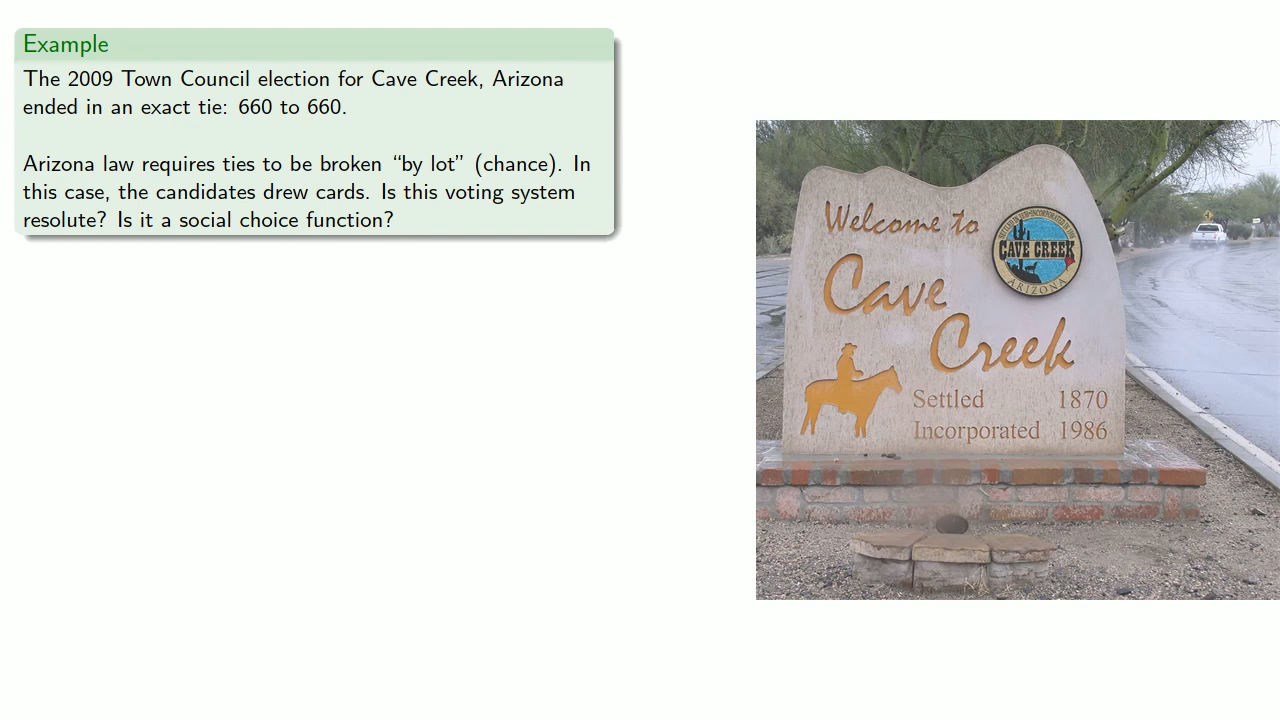 Example
The 2009 Town Council election for Cave Creek, Arizona
ended in an exact tie: 660 to 660.
Arizona law requires ties to be broken “by lot” (chance). In
this case, the candidates drew cards. Is this voting system
resolute? Is it a social choice function?
Welcome to
Cave
Creek
CAVE CREEK
ARIZONA
Settled 1870
Incorporated 1986